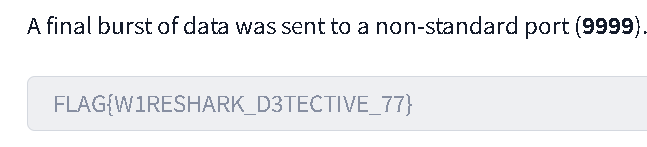 A final burst of data was sent to a non-standard port (9999).
FLAG{W1RESHARK_D3TECTIVE_77}